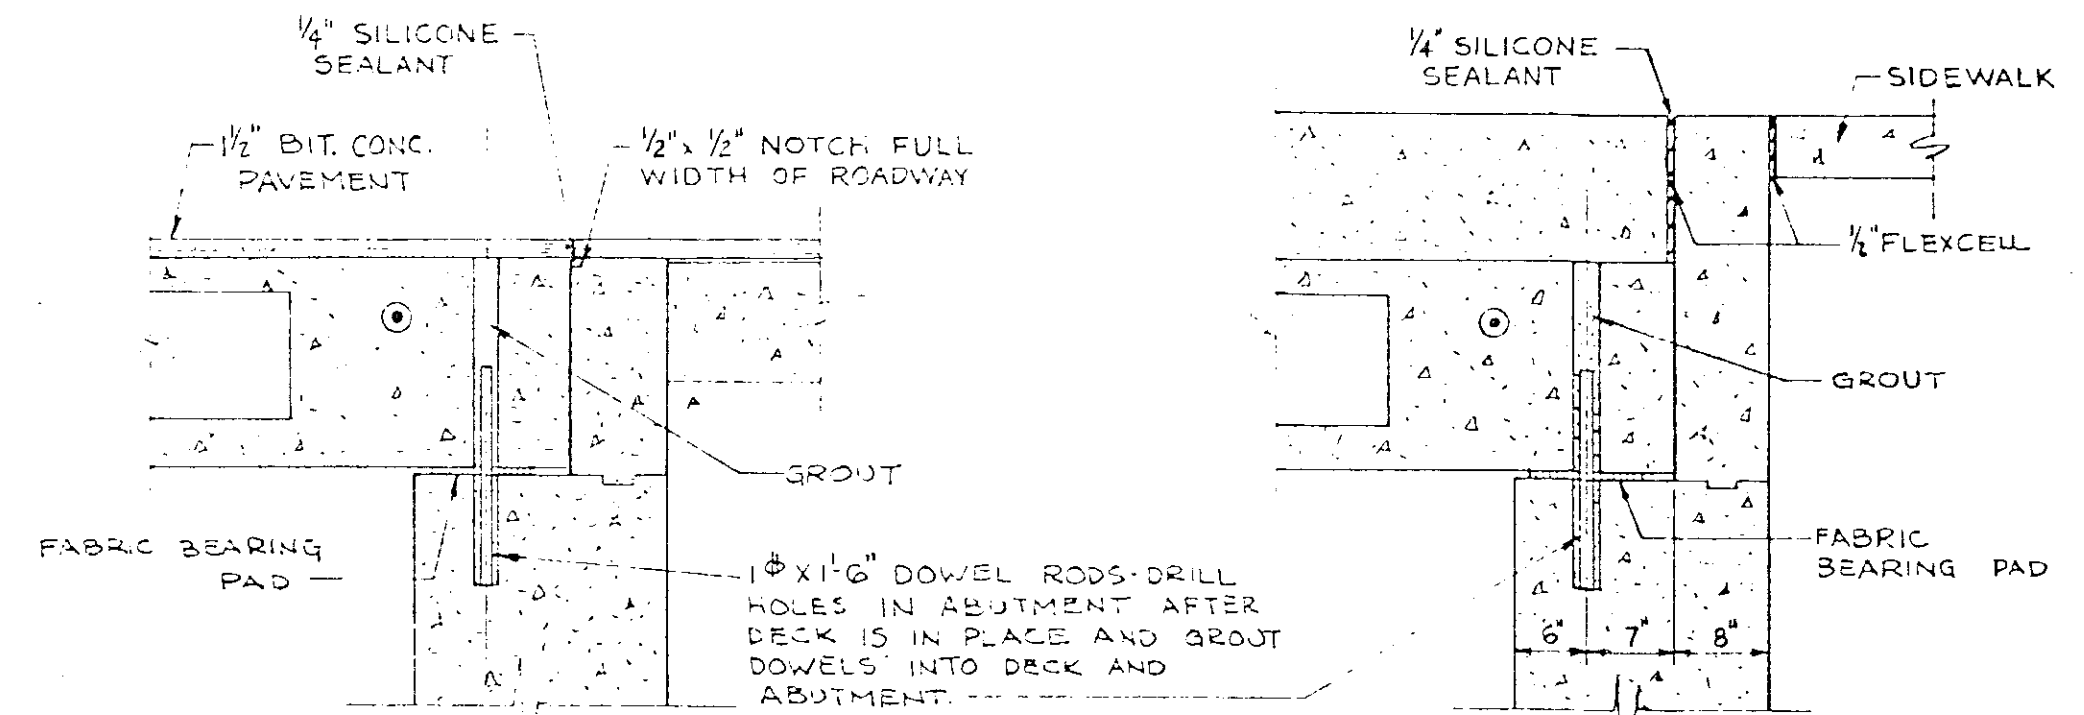 1/4" SILICONE
SEALANT
1 1/2" BIT. CONC.
PAVEMENT
1/2" x 1/2" NOTCH FULL
WIDTH OF ROADWAY
GROUT
FABRIC BEARING
PAD
1⌀ X 1'-6" DOWEL RODS-DRILL
HOLES IN ABUTMENT AFTER
DECK IS IN PLACE AND GROUT
DOWELS INTO DECK AND
ABUTMENT.
1/4" SILICONE
SEALANT
SIDEWALK
1/2" FLEXCELL
GROUT
FABRIC
BEARING PAD
6" 7" 8"